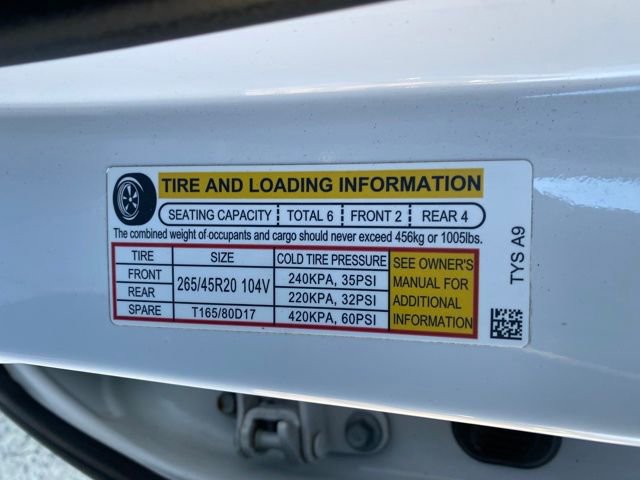 TIRE AND LOADING INFORMATION
SEATING CAPACITY TOTAL 6 FRONT 2 REAR 4
The combined weight of occupants and cargo should never exceed 456kg or 1005lbs.
TIRE SIZE COLD TIRE PRESSURE
FRONT 265/45R20 104V 240KPA, 35PSI
REAR 220KPA, 32PSI
SPARE T165/80D17 420KPA, 60PSI
SEE OWNER'S
MANUAL FOR
ADDITIONAL
INFORMATION
TYS A9